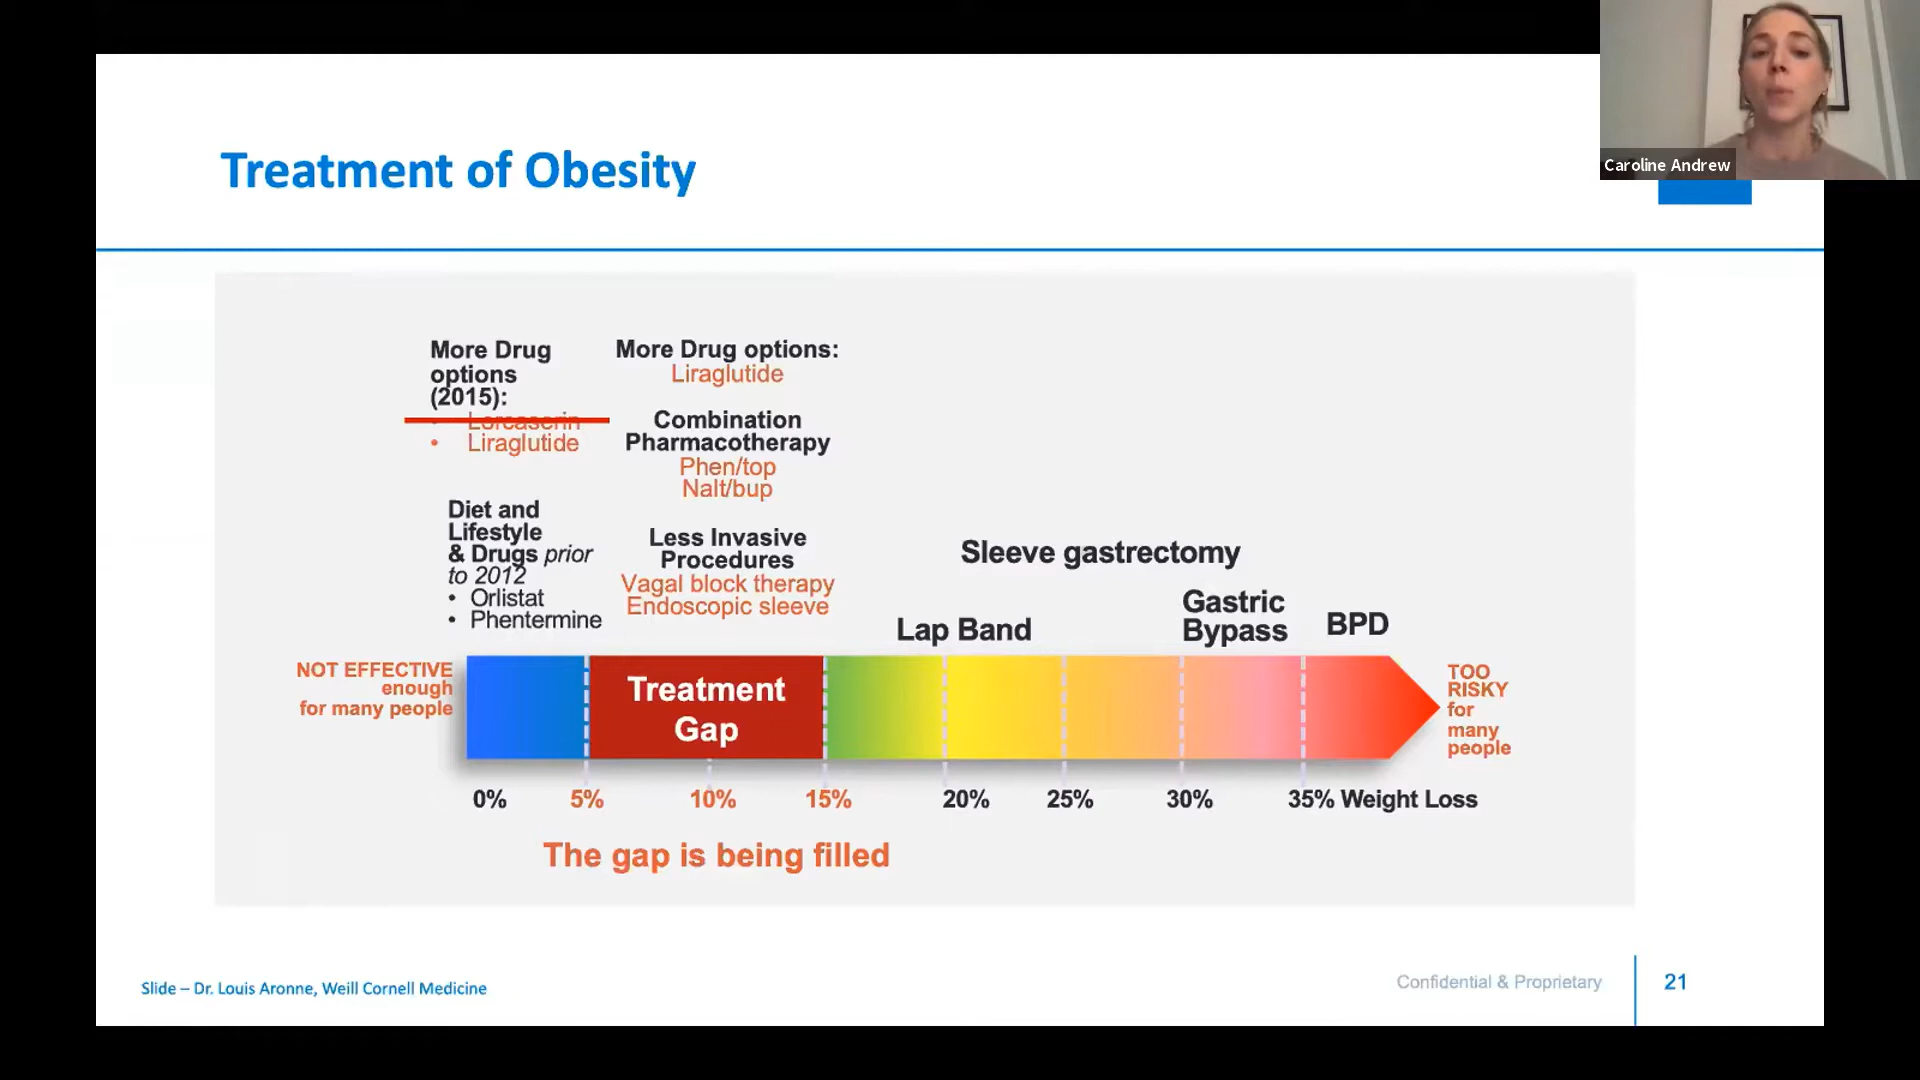 Caroline Andrew
Treatment of Obesity
More Drug
options
(2015):
• Lorcaserin
• Liraglutide
Diet and
Lifestyle
& Drugs prior
to 2012
• Orlistat
• Phentermine
More Drug options:
Liraglutide
Combination
Pharmacotherapy
Phen/top
Nalt/bup
Less Invasive
Procedures
Vagal block therapy
Endoscopic sleeve
Sleeve gastrectomy
Lap Band
Gastric
Bypass
BPD
NOT EFFECTIVE
enough
for many people
Treatment
Gap
TOO
RISKY
for
many
people
0% 5% 10% 15% 20% 25% 30% 35% Weight Loss
The gap is being filled
Slide – Dr. Louis Aronne, Weill Cornell Medicine
Confidential & Proprietary
21